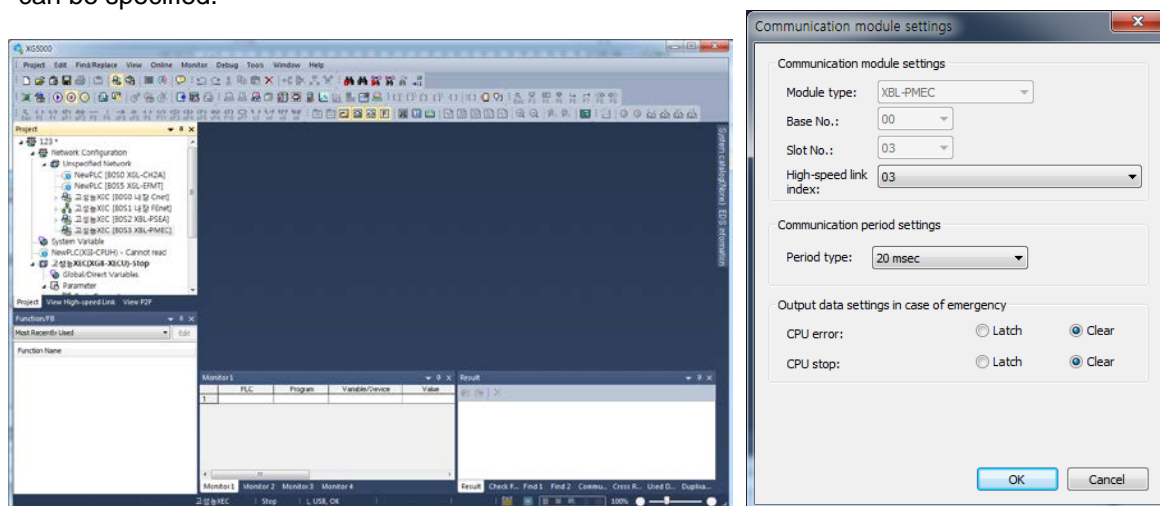 can be specified.
XG5000
Project Edit Find/Replace View Online Monitor Debug Tools Window Help
Project
123 *
Network Configuration
Unspecified Network
NewPLC [B0S0 XGL-CH2A]
NewPLC [B0S5 XGL-EFMT]
고성능XEC [B0S0 내장 Cnet]
고성능XEC [B0S1 내장 FEnet]
고성능XEC [B0S2 XBL-PSEA]
고성능XEC [B0S3 XBL-PMEC]
System Variable
NewPLC(XGI-CPUH) - Cannot read
고성능XEC(XGB-XECU)-Stop
Global/Direct Variables
Parameter
Project View High-speed Link View P2P
Function/FB
Most Recently Used Edit
Function Name
System catalog(None) EDS information
Monitor 1
PLC Program Variable/Device Value
1
Monitor 1 Monitor 2 Monitor 3 Monitor 4
Result
Result Check P... Find 1 Find 2 Commu... Cross R... Used D... Duplica...
고성능XEC Stop L, USB, OK 100%
Communication module settings
Communication module settings
Module type: XBL-PMEC
Base No.: 00
Slot No.: 03
High-speed link
index: 03
Communication period settings
Period type: 20 msec
Output data settings in case of emergency
CPU error: Latch Clear
CPU stop: Latch Clear
OK Cancel